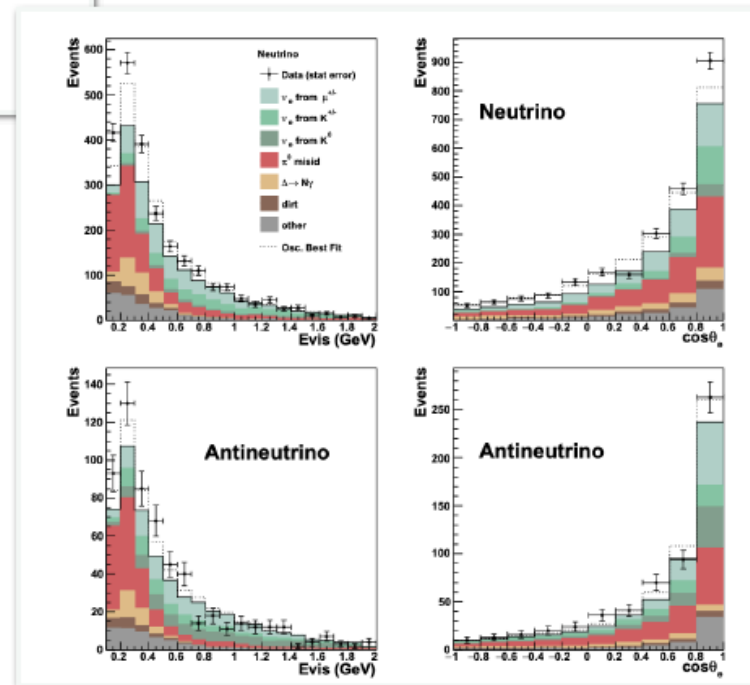 Events
600
500
400
300
200
100
0
0.2 0.4 0.6 0.8 1 1.2 1.4 1.6 1.8 2
Evis (GeV)
Neutrino
Data (stat error)
νe from μ+/-
νe from K+/-
νe from K0
π0 misid
Δ→ Nγ
dirt
other
Osc. Best Fit
Events
900
800
700
600
500
400
300
200
100
Neutrino
-1 -0.8 -0.6 -0.4 -0.2 0 0.2 0.4 0.6 0.8 1
cosθe
Events
140
120
100
80
60
40
20
0
Antineutrino
0.2 0.4 0.6 0.8 1 1.2 1.4 1.6 1.8 2
Evis (GeV)
Events
250
200
150
100
50
0
Antineutrino
-1 -0.8 -0.6 -0.4 -0.2 0 0.2 0.4 0.6 0.8 1
cosθe